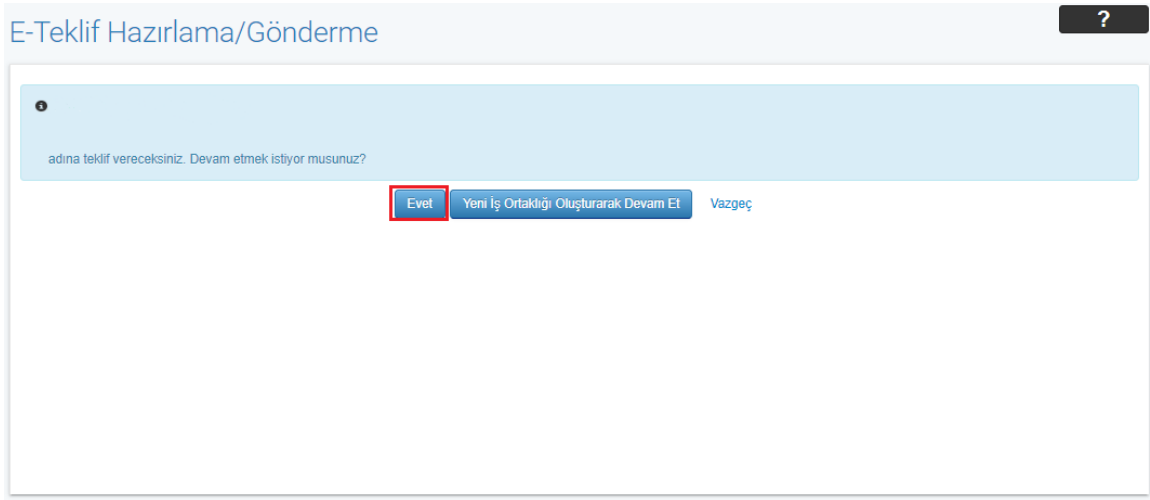 E-Teklif Hazırlama/Gönderme
?
adına teklif vereceksiniz. Devam etmek istiyor musunuz?
Evet
Yeni İş Ortaklığı Oluşturarak Devam Et
Vazgeç